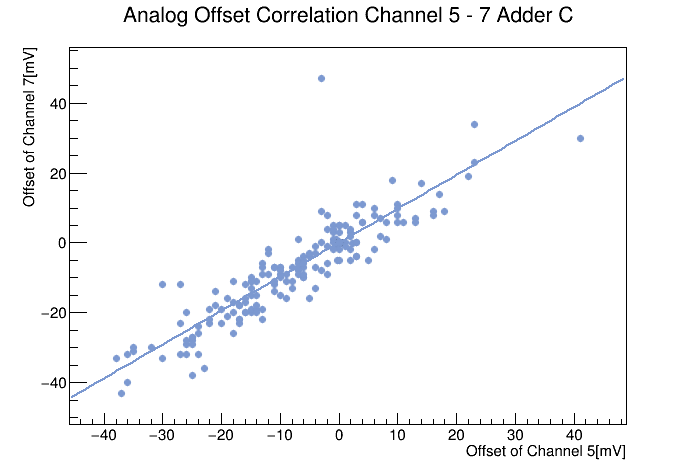 Analog Offset Correlation Channel 5 - 7 Adder C
Offset of Channel 7[mV]
40
20
0
−20
−40
−40 −30 −20 −10 0 10 20 30 40
Offset of Channel 5[mV]